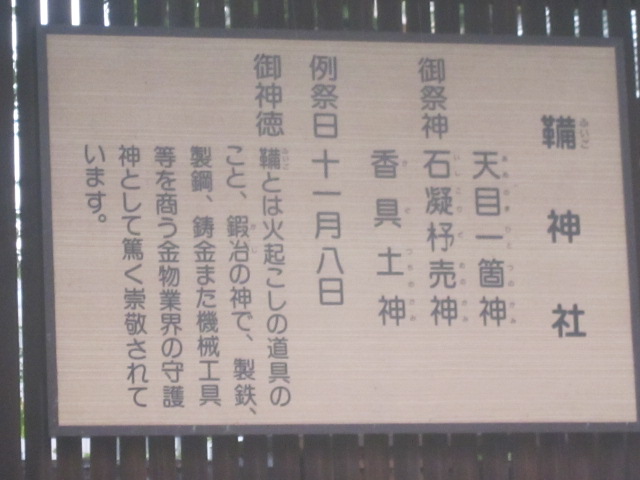 鞴神社
御祭神 天目一箇神
石凝杼売神
香具土神
例祭日 十一月八日
御神徳 鞴とは火起こしの道具の
こと、鍛冶の神で、製鉄、
製鋼、鋳金また機械工具
等を商う金物業界の守護
神として篤く崇敬されて
います。